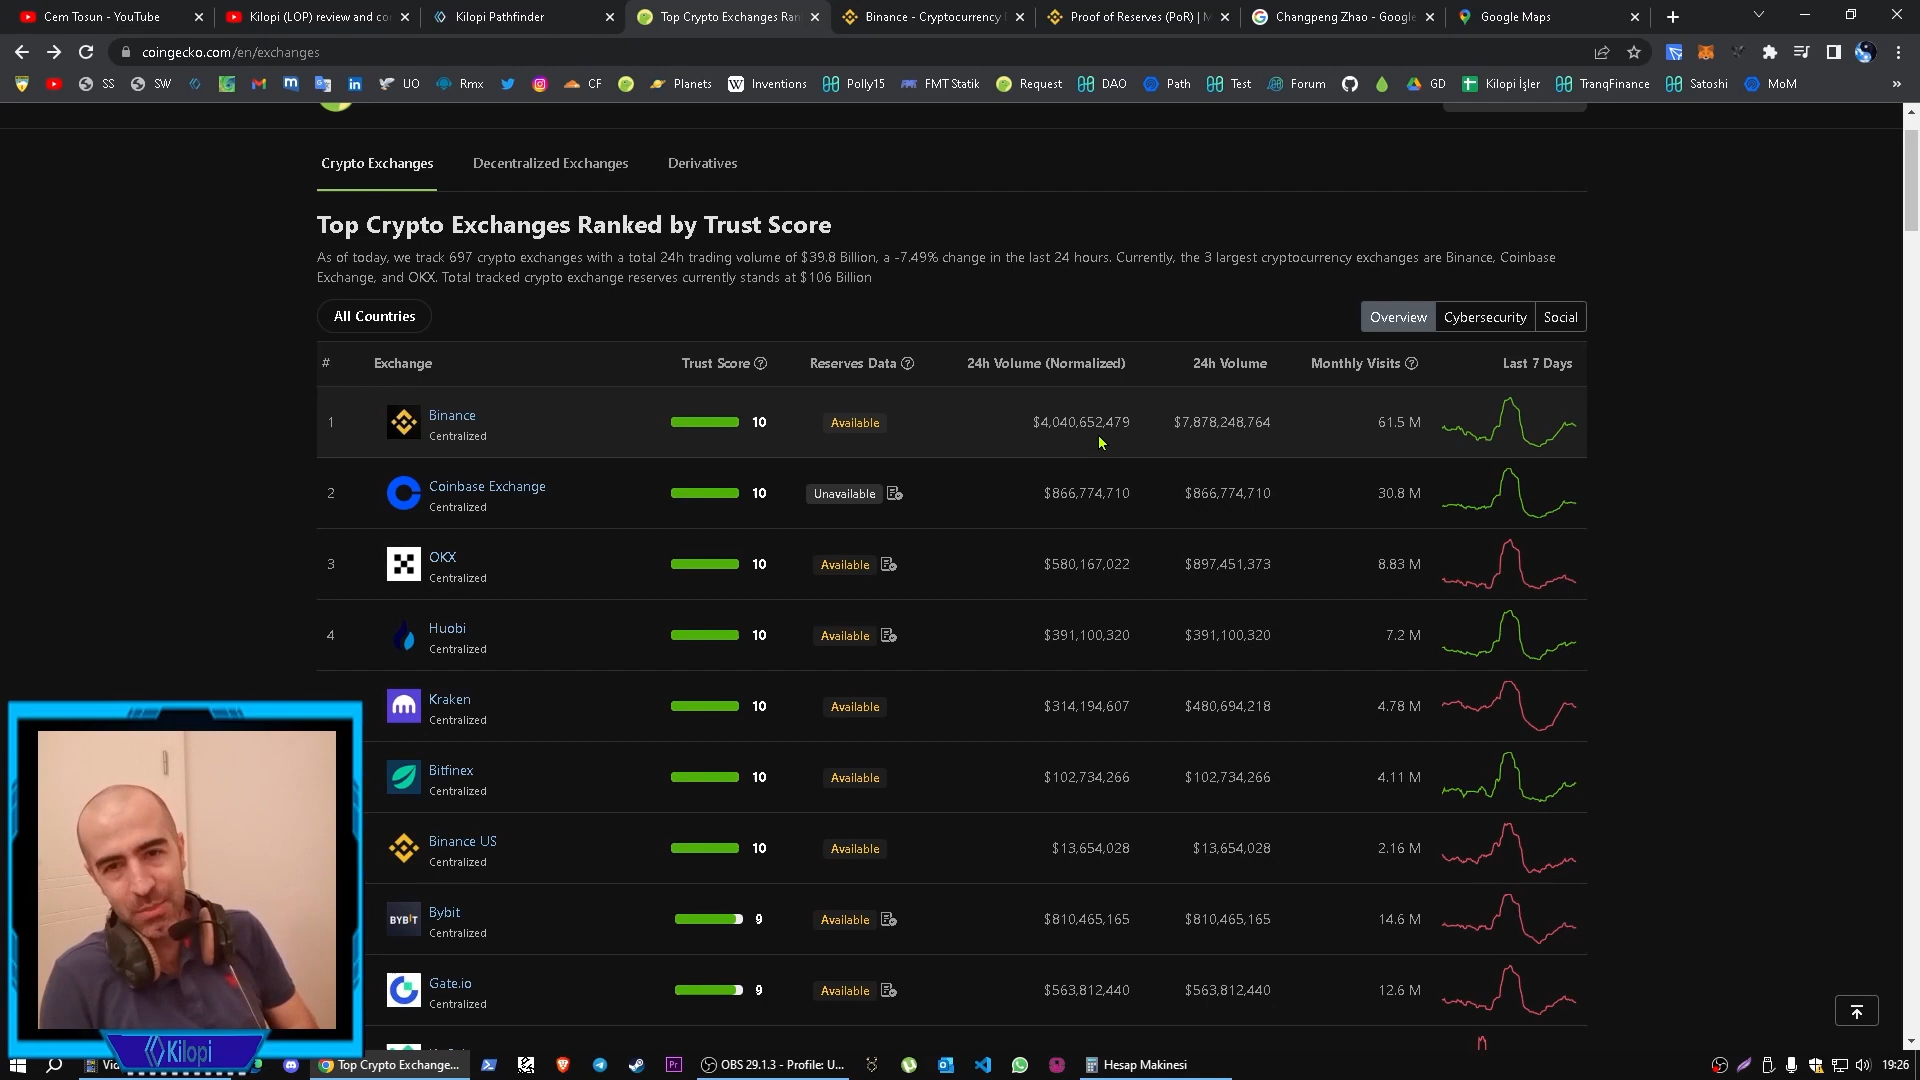 Cem Tosun - YouTube
Kilopi (LOP) review and co
Kilopi Pathfinder
Top Crypto Exchanges Ran
Binance - Cryptocurrency
Proof of Reserves (PoR) |
Changpeng Zhao - Google
Google Maps
coingecko.com/en/exchanges
SS
SW
UO
Rmx
CF
Planets
Inventions
Polly15
FMT Statik
Request
DAO
Path
Test
Forum
GD
Kilopi İşler
TranqFinance
Satoshi
MoM
Crypto Exchanges
Decentralized Exchanges
Derivatives
Top Crypto Exchanges Ranked by Trust Score
As of today, we track 697 crypto exchanges with a total 24h trading volume of $39.8 Billion, a -7.49% change in the last 24 hours. Currently, the 3 largest cryptocurrency exchanges are Binance, Coinbase
Exchange, and OKX. Total tracked crypto exchange reserves currently stands at $106 Billion
All Countries
Overview
Cybersecurity
Social
# Exchange Trust Score Reserves Data 24h Volume (Normalized) 24h Volume Monthly Visits Last 7 Days
1 Binance 10 Available $4,040,652,479 $7,878,248,764 61.5 M
Centralized
2 Coinbase Exchange 10 Unavailable $866,774,710 $866,774,710 30.8 M
Centralized
3 OKX 10 Available $580,167,022 $897,451,373 8.83 M
Centralized
4 Huobi 10 Available $391,100,320 $391,100,320 7.2 M
Centralized
Kraken 10 Available $314,194,607 $480,694,218 4.78 M
Centralized
Bitfinex 10 Available $102,734,266 $102,734,266 4.11 M
Centralized
Binance US 10 Available $13,654,028 $13,654,028 2.16 M
Centralized
BYBIT Bybit 9 Available $810,465,165 $810,465,165 14.6 M
Centralized
Gate.io 9 Available $563,812,440 $563,812,440 12.6 M
Centralized
Kilopi
Top Crypto Exchange...
Pr
OBS 29.1.3 - Profile: U...
Hesap Makinesi
19:26